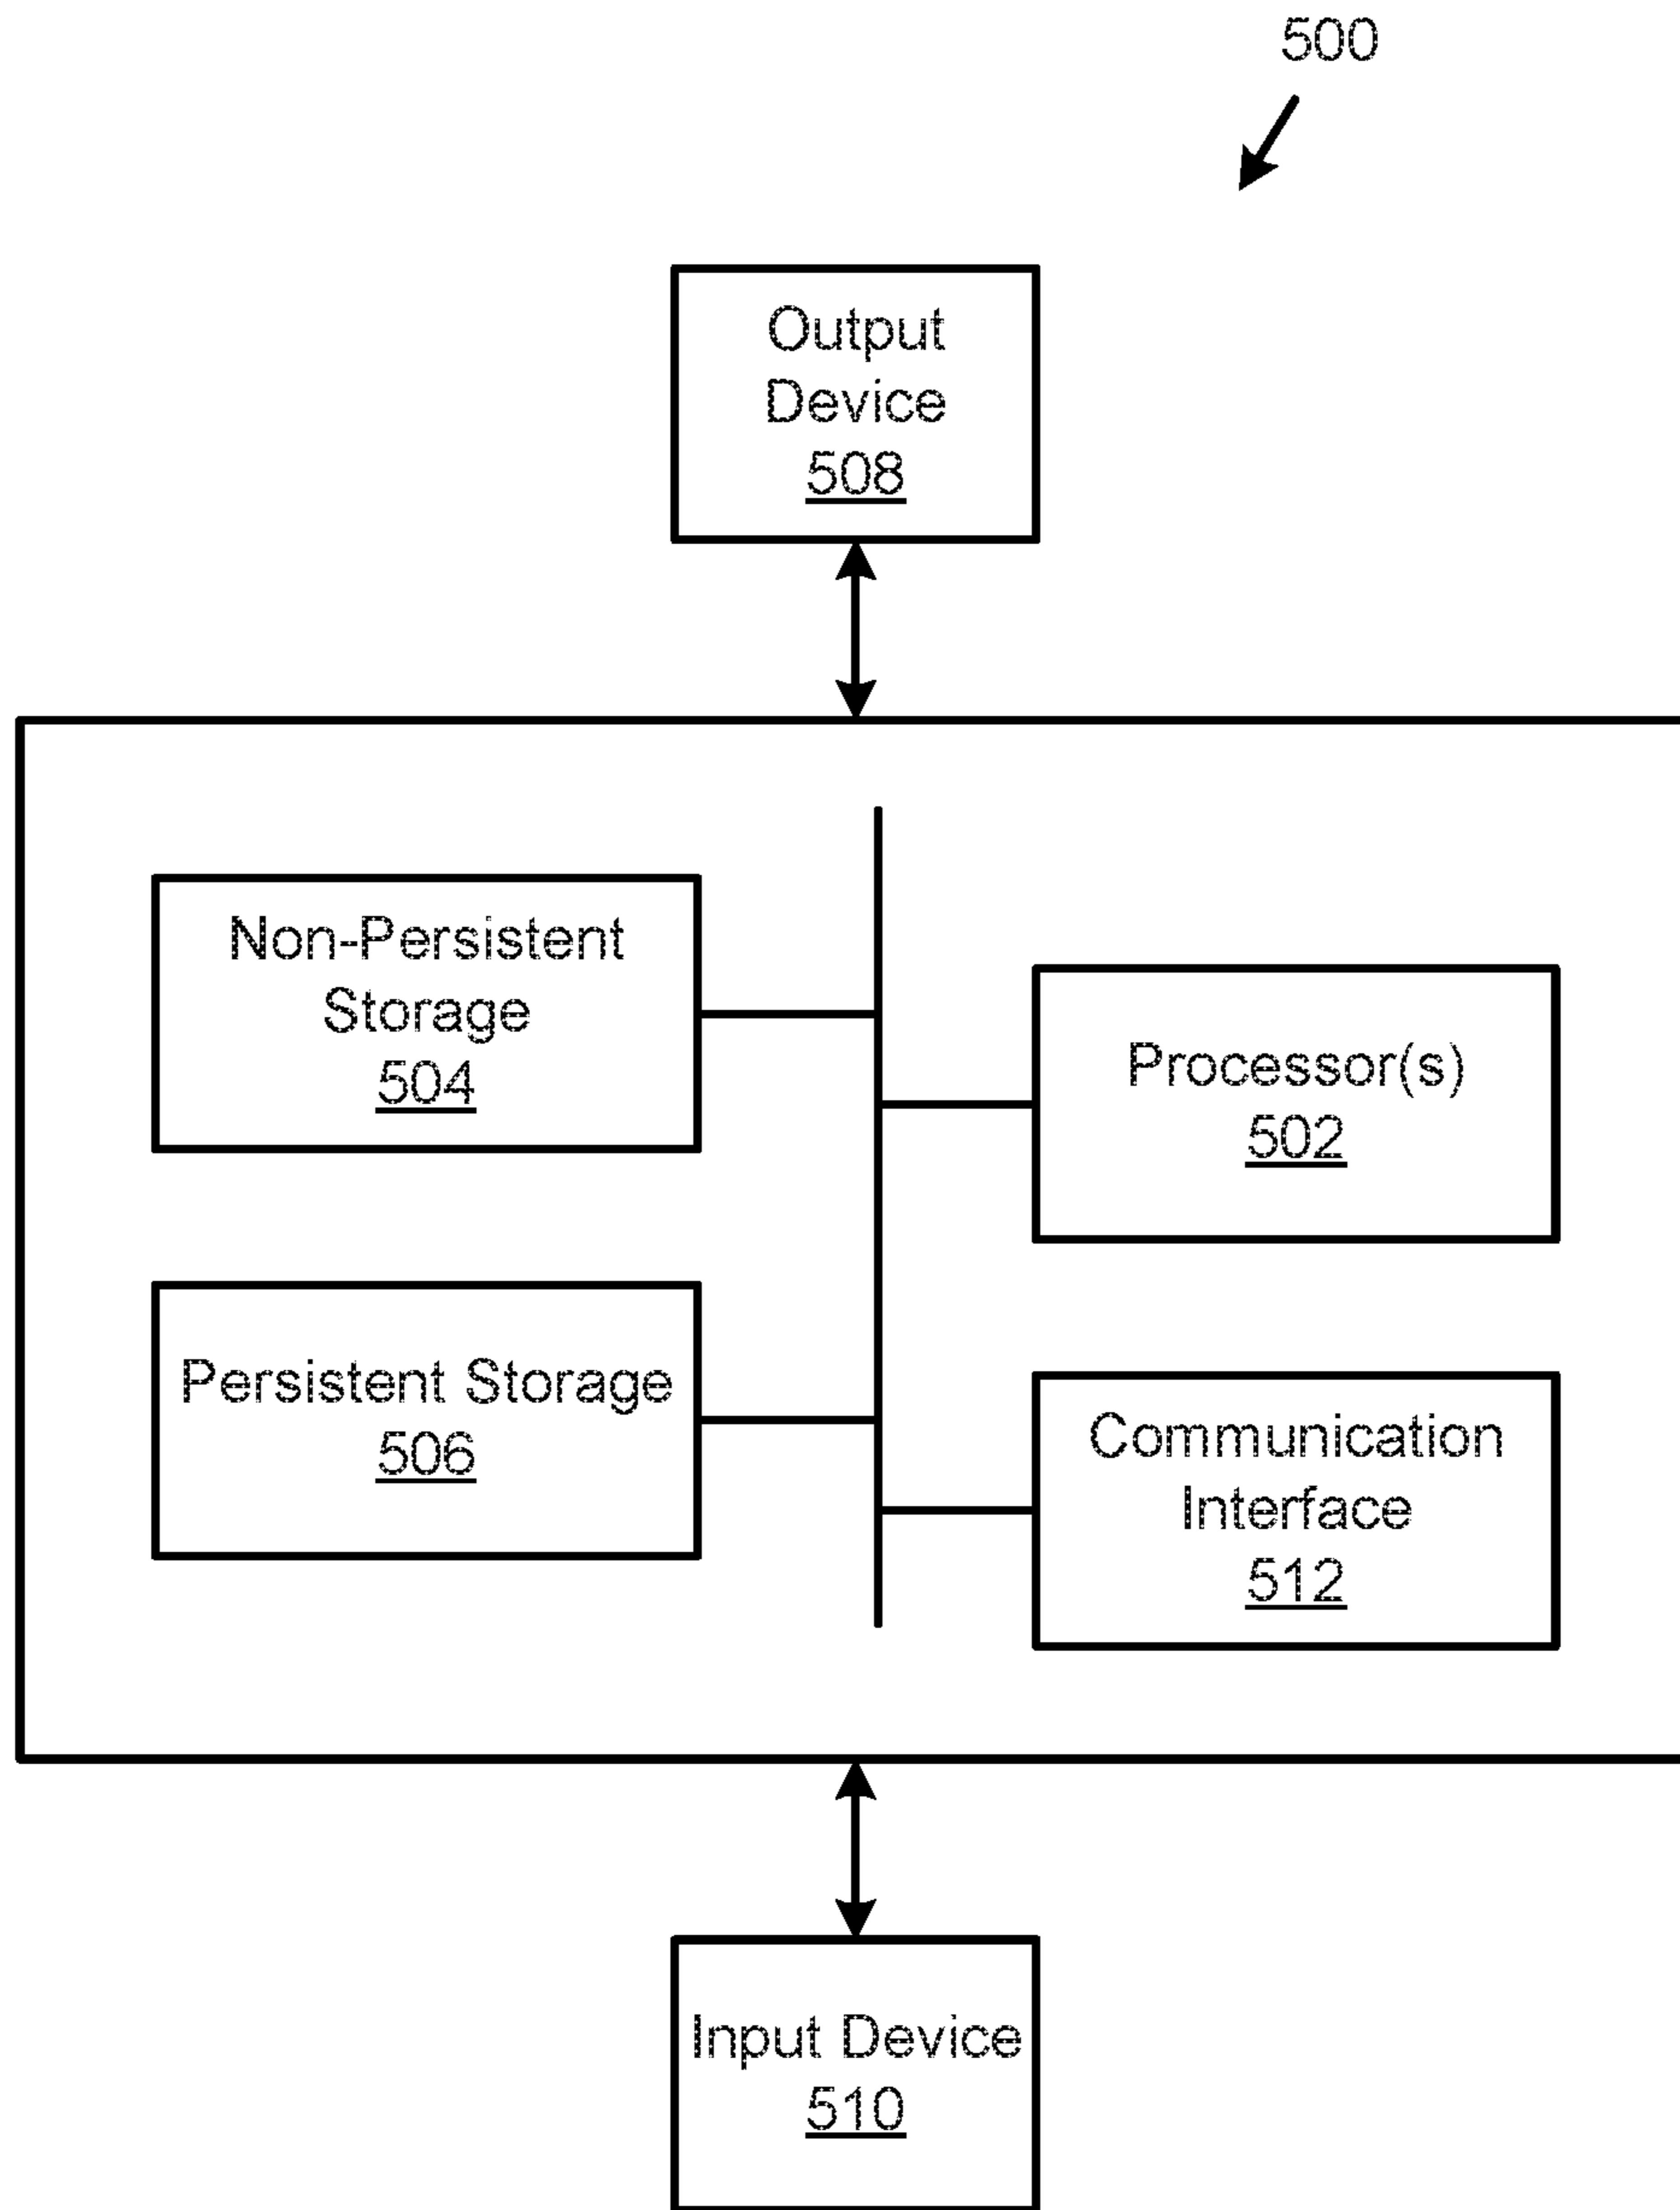 500
Output
Device
508
Non-Persistent
Storage
504
Processor(s)
502
Persistent Storage
506
Communication
Interface
512
Input Device
510